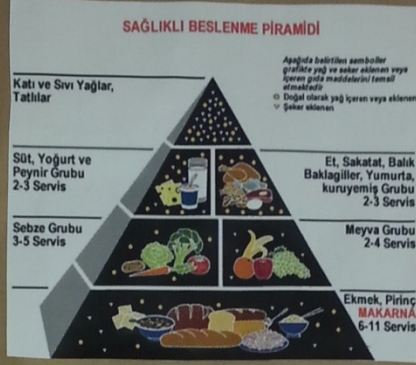 SAĞLIKLI BESLENME PİRAMİDİ
Aşağıda belirtilen semboller
grafikte yağ ve şeker eklenen veya
içeren gıda maddelerini temsil
etmektedir
Doğal olarak yağ içeren veya eklenen
Şeker eklenen
Katı ve Sıvı Yağlar,
Tatlılar
Süt, Yoğurt ve
Peynir Grubu
2-3 Servis
Et, Sakatat, Balık
Baklagiller, Yumurta,
kuruyemiş Grubu
2-3 Servis
Sebze Grubu
3-5 Servis
Meyva Grubu
2-4 Servis
Ekmek, Pirinç
MAKARNA
6-11 Servis